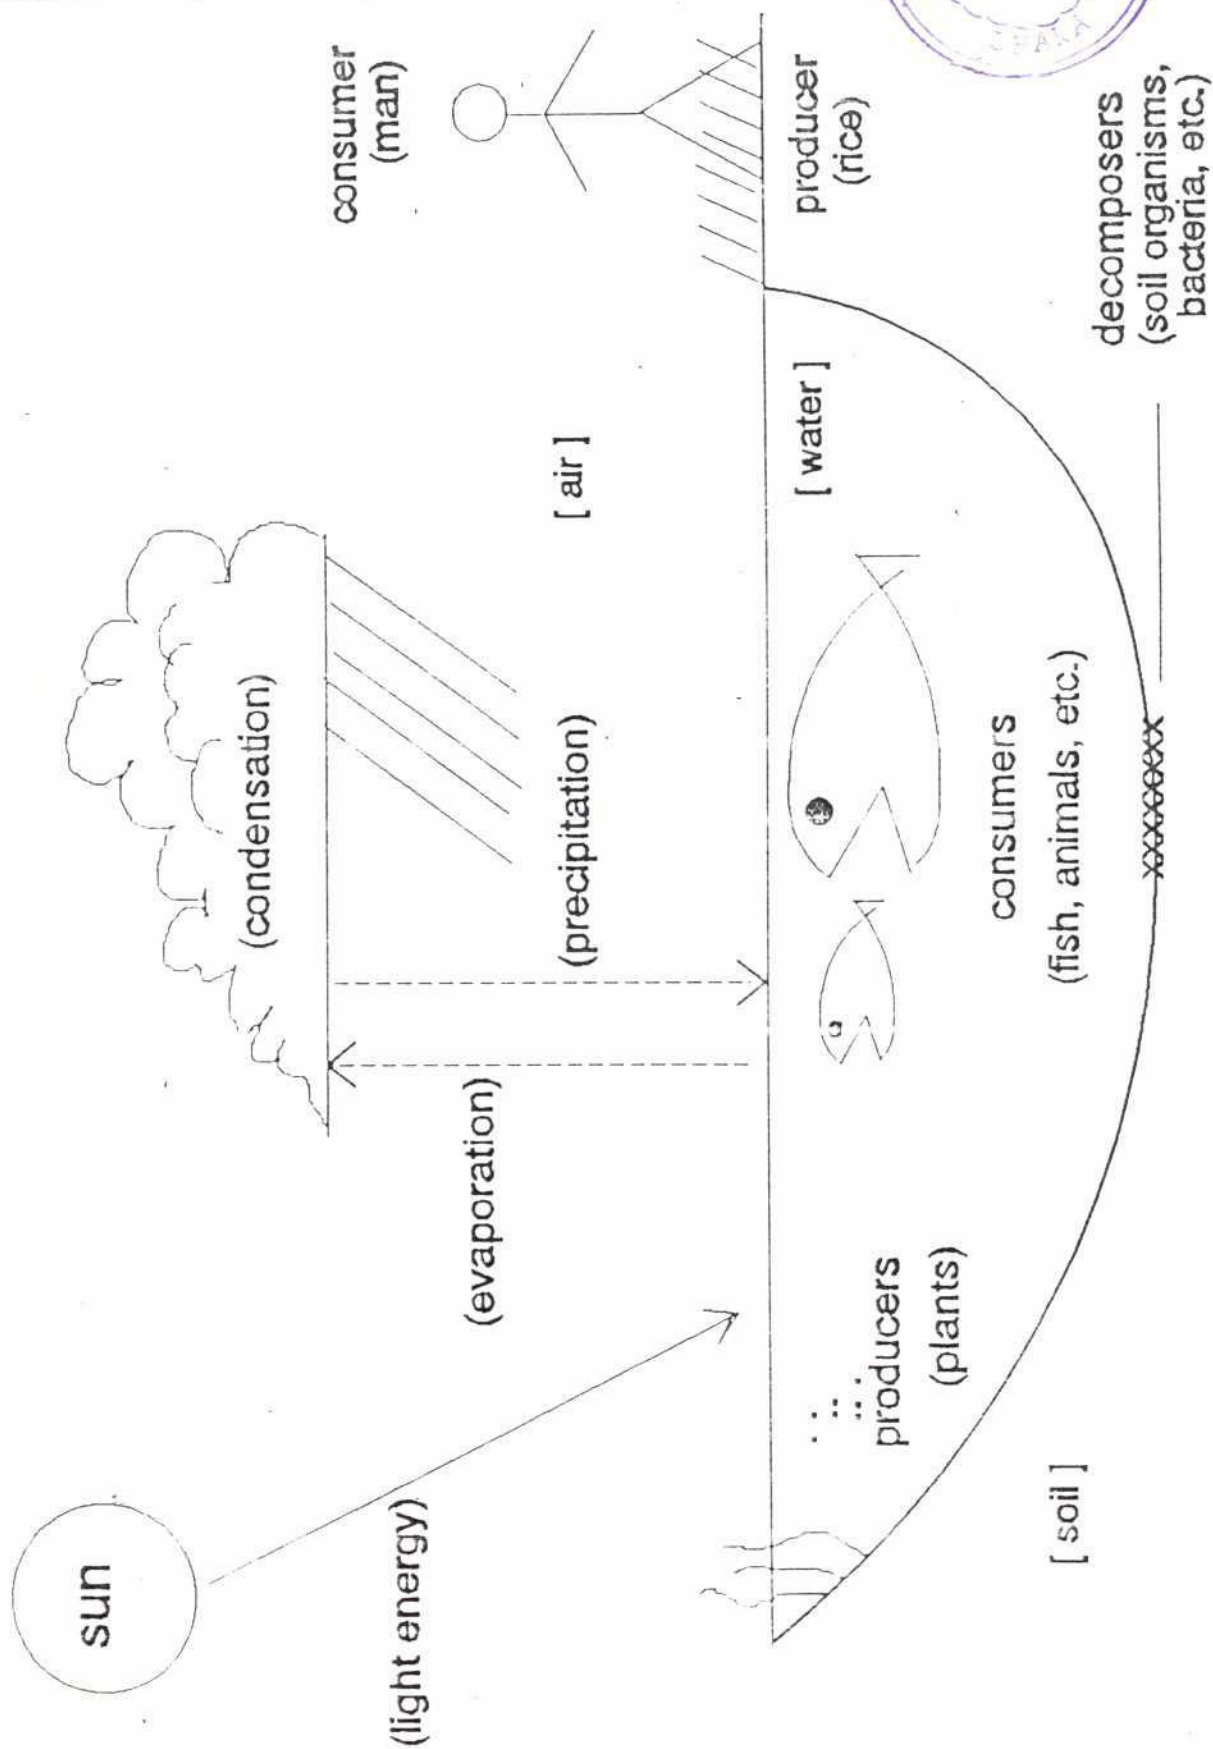 sun
(light energy)
(evaporation)
(condensation)
(precipitation)
[ air ]
consumer
(man)
producer
(rice)
[ water ]
producers
(plants)
consumers
(fish, animals, etc.)
[ soil ]
decomposers
(soil organisms,
bacteria, etc.)